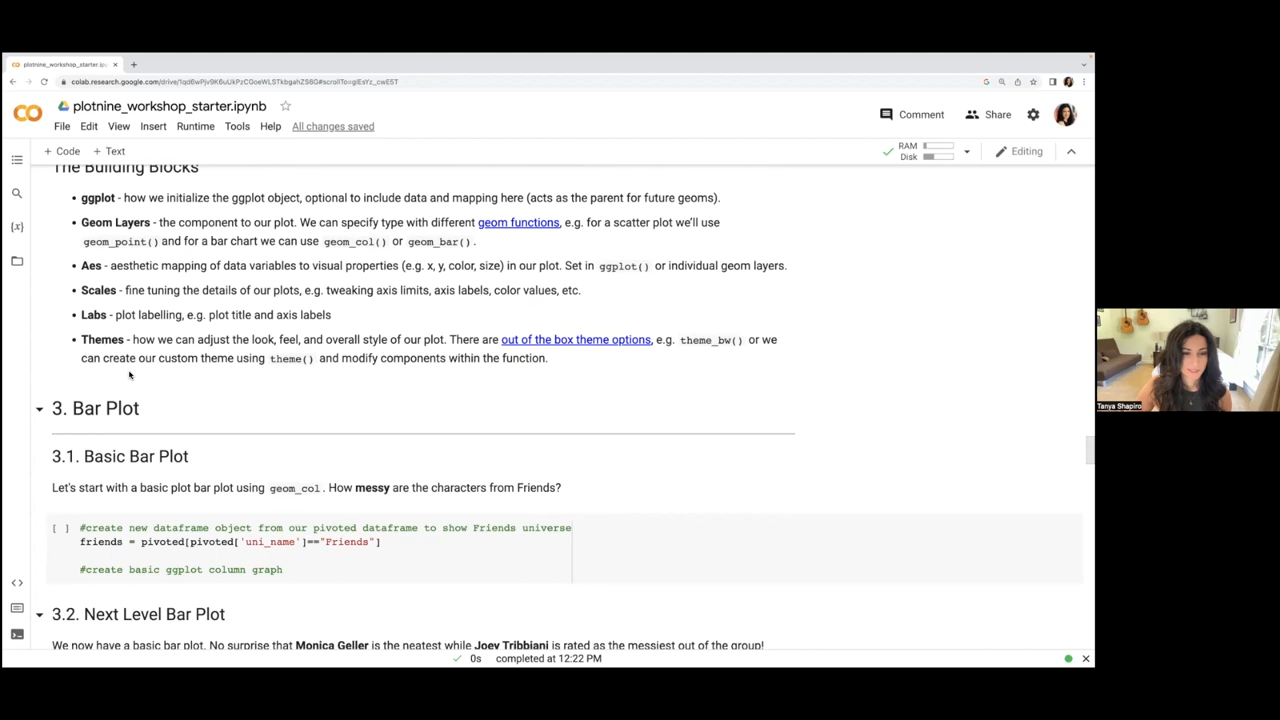 plotnine_workshop_starter.ip
plotnine_workshop_starter.ipynb
File Edit View Insert Runtime Tools Help All changes saved
Comment Share
+ Code + Text
RAM
Disk
Editing
The Building Blocks
• ggplot - how we initialize the ggplot object, optional to include data and mapping here (acts as the parent for future geoms).
• Geom Layers - the component to our plot. We can specify type with different geom functions, e.g. for a scatter plot we'll use
geom_point() and for a bar chart we can use geom_col() or geom_bar().
• Aes - aesthetic mapping of data variables to visual properties (e.g. x, y, color, size) in our plot. Set in ggplot() or individual geom layers.
• Scales - fine tuning the details of our plots, e.g. tweaking axis limits, axis labels, color values, etc.
• Labs - plot labelling, e.g. plot title and axis labels
• Themes - how we can adjust the look, feel, and overall style of our plot. There are out of the box theme options, e.g. theme_bw() or we
can create our custom theme using theme() and modify components within the function.
3. Bar Plot
3.1. Basic Bar Plot
Let's start with a basic plot bar plot using geom_col. How messy are the characters from Friends?
[ ] #create new dataframe object from our pivoted dataframe to show Friends universe
friends = pivoted[pivoted['uni_name']=="Friends"]
#create basic ggplot column graph
3.2. Next Level Bar Plot
We now have a basic bar plot. No surprise that Monica Geller is the neatest while Joey Tribbiani is rated as the messiest out of the group!
0s completed at 12:22 PM
Tanya Shapiro